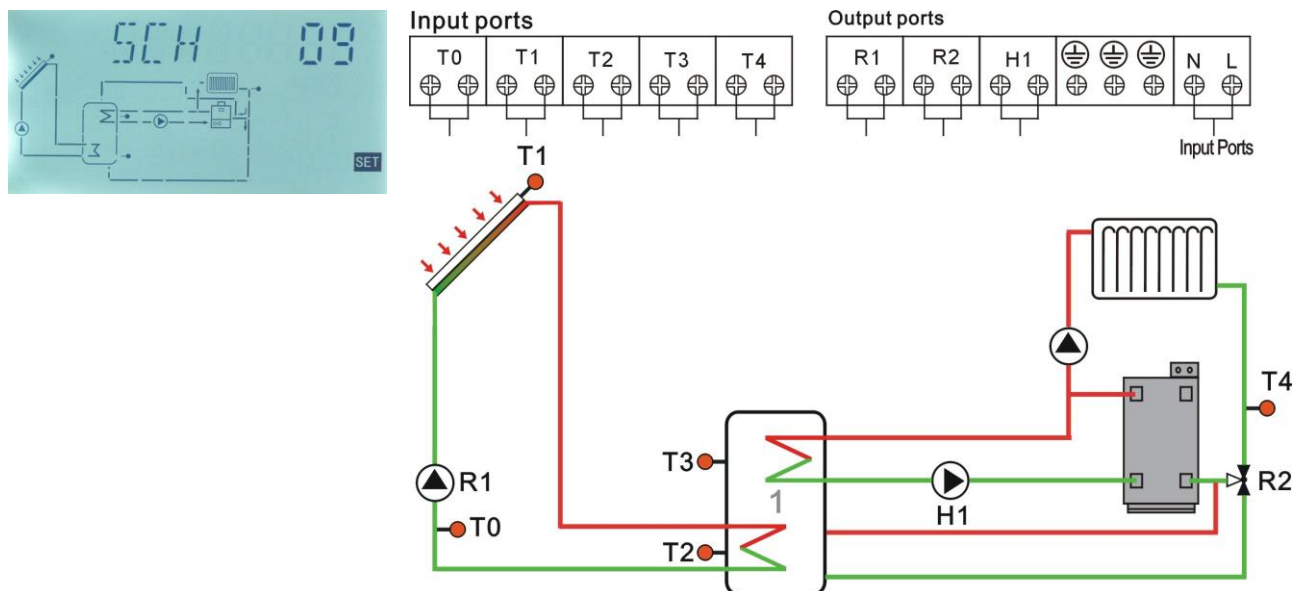 SCH 09
SET
Input ports
T0 T1 T2 T3 T4
Output ports
R1 R2 H1 N L
Input Ports
T1
T4
T3
R1
1
R2
H1
T0
T2